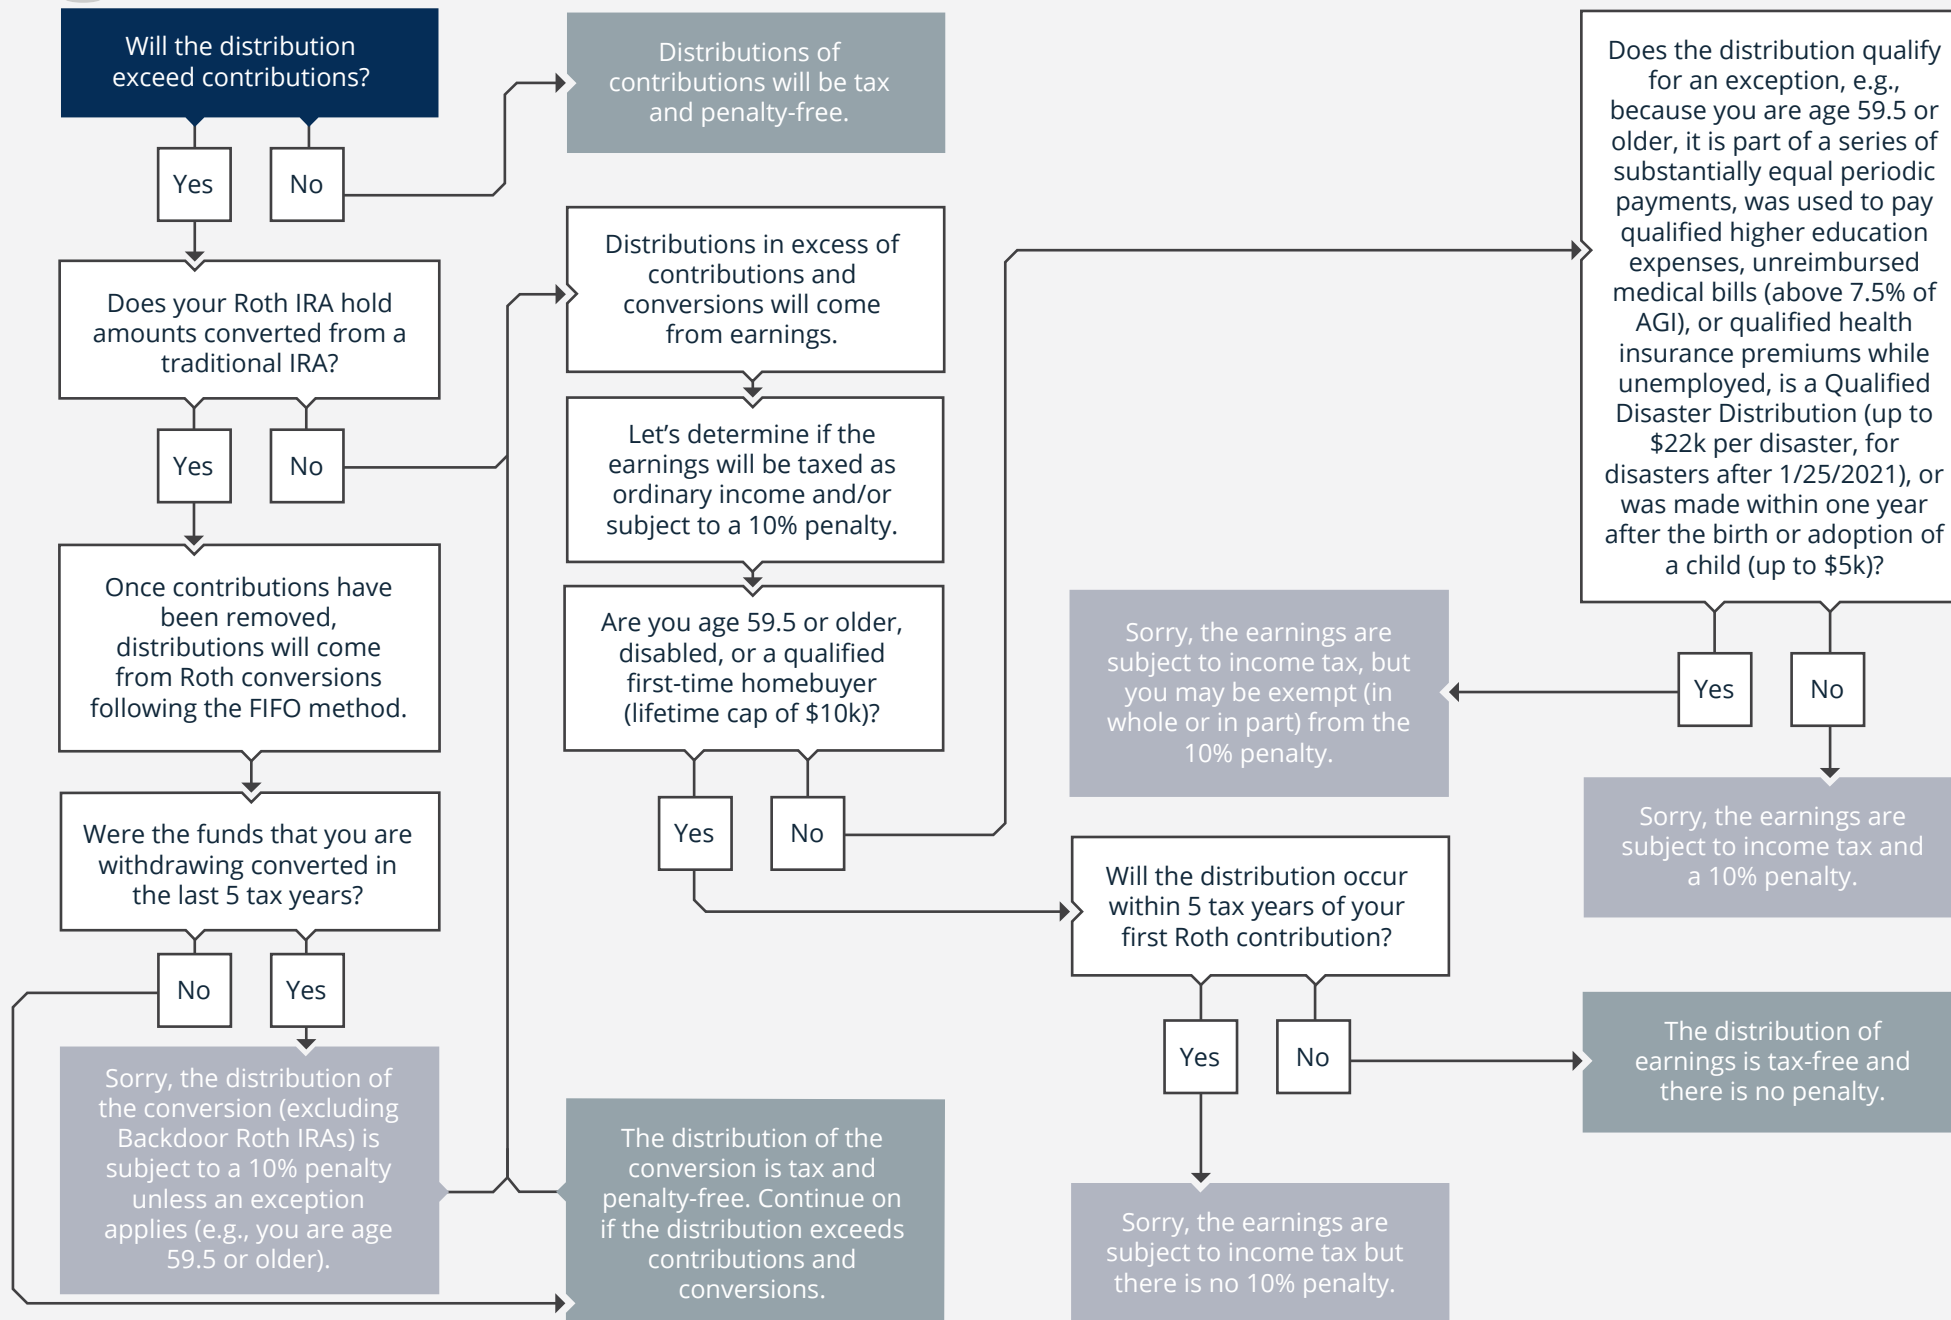 Will the distribution
exceed contributions?
Yes
No
Distributions of
contributions will be tax
and penalty-free.
Does your Roth IRA hold
amounts converted from a
traditional IRA?
Yes
No
Once contributions have
been removed,
distributions will come
from Roth conversions
following the FIFO method.
Were the funds that you are
withdrawing converted in
the last 5 tax years?
No
Yes
Sorry, the distribution of
the conversion (excluding
Backdoor Roth IRAs) is
subject to a 10% penalty
unless an exception
applies (e.g., you are age
59.5 or older).
The distribution of the
conversion is tax and
penalty-free. Continue on
if the distribution exceeds
contributions and
conversions.
Distributions in excess of
contributions and
conversions will come
from earnings.
Let’s determine if the
earnings will be taxed as
ordinary income and/or
subject to a 10% penalty.
Are you age 59.5 or older,
disabled, or a qualified
first-time homebuyer
(lifetime cap of $10k)?
Yes
No
Will the distribution occur
within 5 tax years of your
first Roth contribution?
Yes
No
Sorry, the earnings are
subject to income tax but
there is no 10% penalty.
The distribution of
earnings is tax-free and
there is no penalty.
Does the distribution qualify
for an exception, e.g.,
because you are age 59.5 or
older, it is part of a series of
substantially equal periodic
payments, was used to pay
qualified higher education
expenses, unreimbursed
medical bills (above 7.5% of
AGI), or qualified health
insurance premiums while
unemployed, is a Qualified
Disaster Distribution (up to
$22k per disaster, for
disasters after 1/25/2021), or
was made within one year
after the birth or adoption of
a child (up to $5k)?
Yes
No
Sorry, the earnings are
subject to income tax, but
you may be exempt (in
whole or in part) from the
10% penalty.
Sorry, the earnings are
subject to income tax and
a 10% penalty.